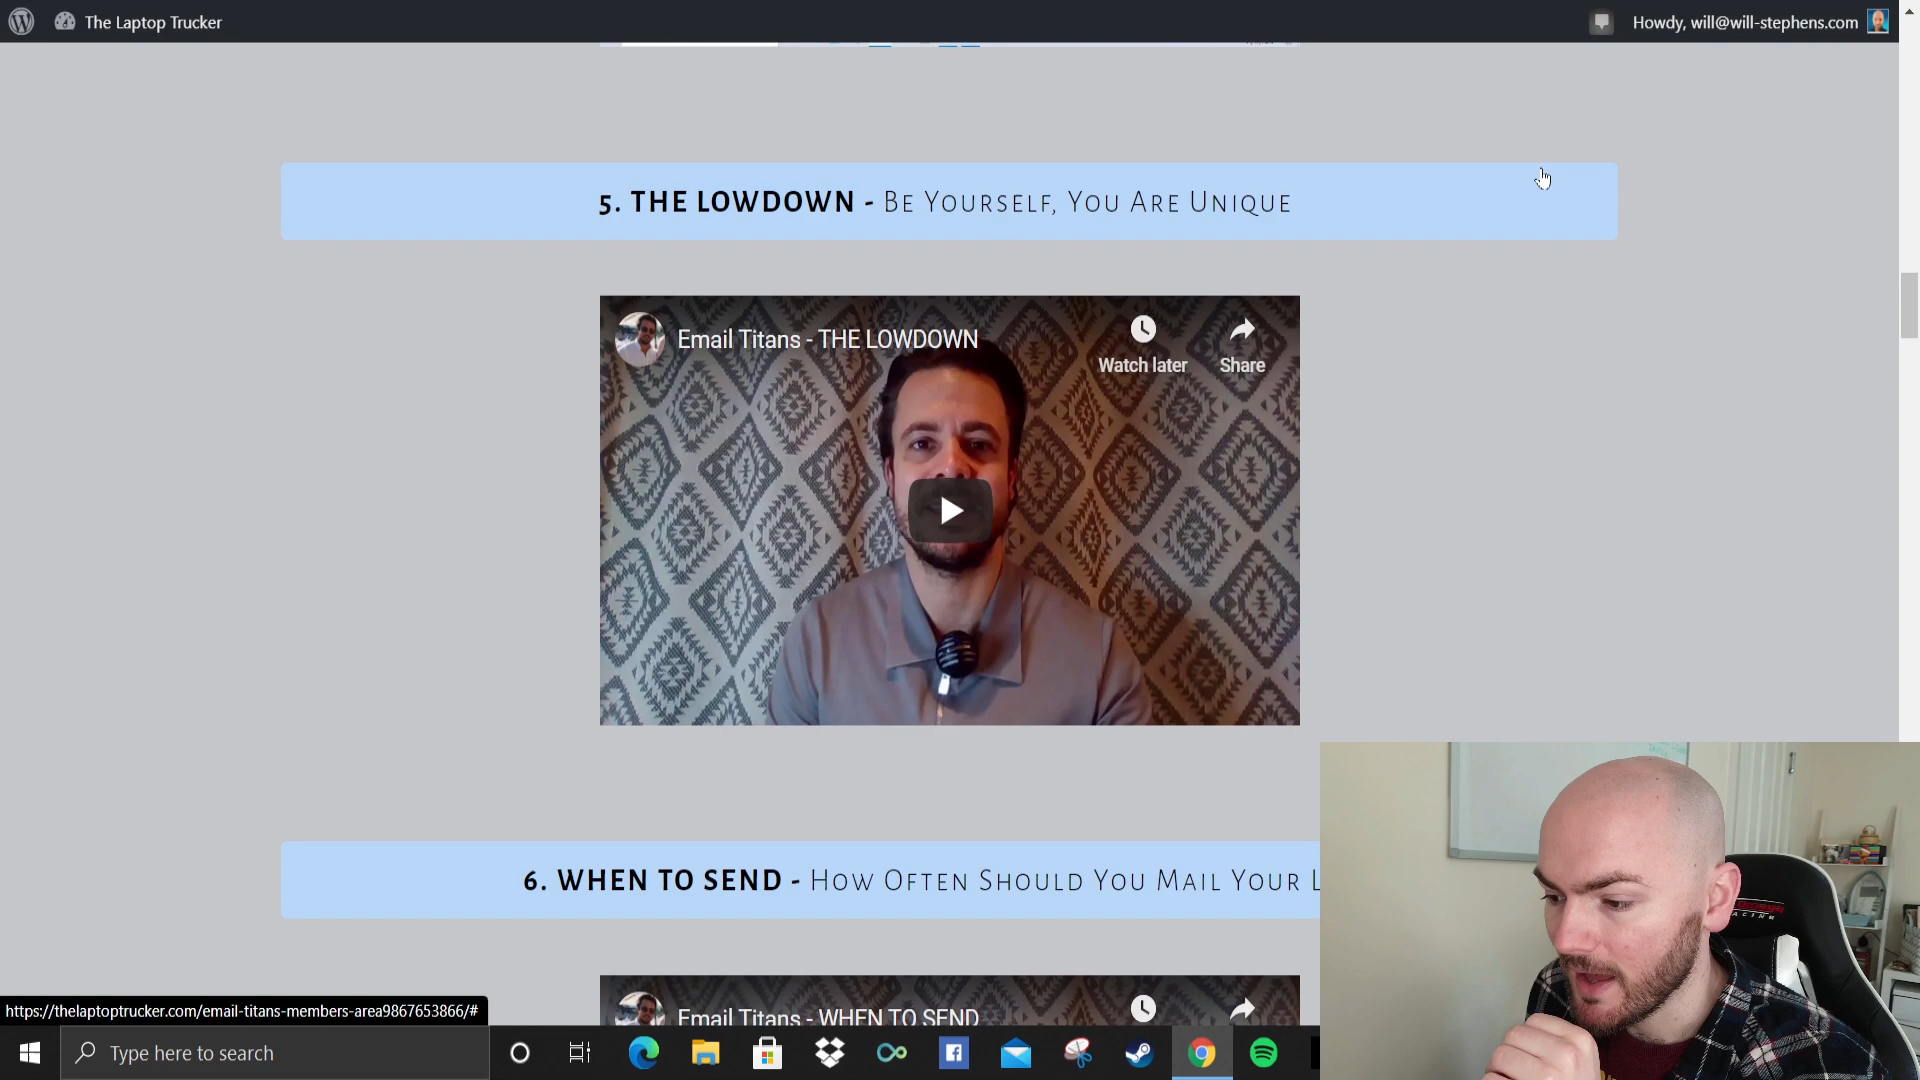 The Laptop Trucker
Howdy, will@will-stephens.com
5. THE LOWDOWN - BE YOURSELF, YOU ARE UNIQUE
Email Titans - THE LOWDOWN
Watch later
Share
6. WHEN TO SEND - HOW OFTEN SHOULD YOU MAIL YOUR L
Email Titans - WHEN TO SEND
https://thelaptoptrucker.com/email-titans-members-area9867653866/#
Type here to search